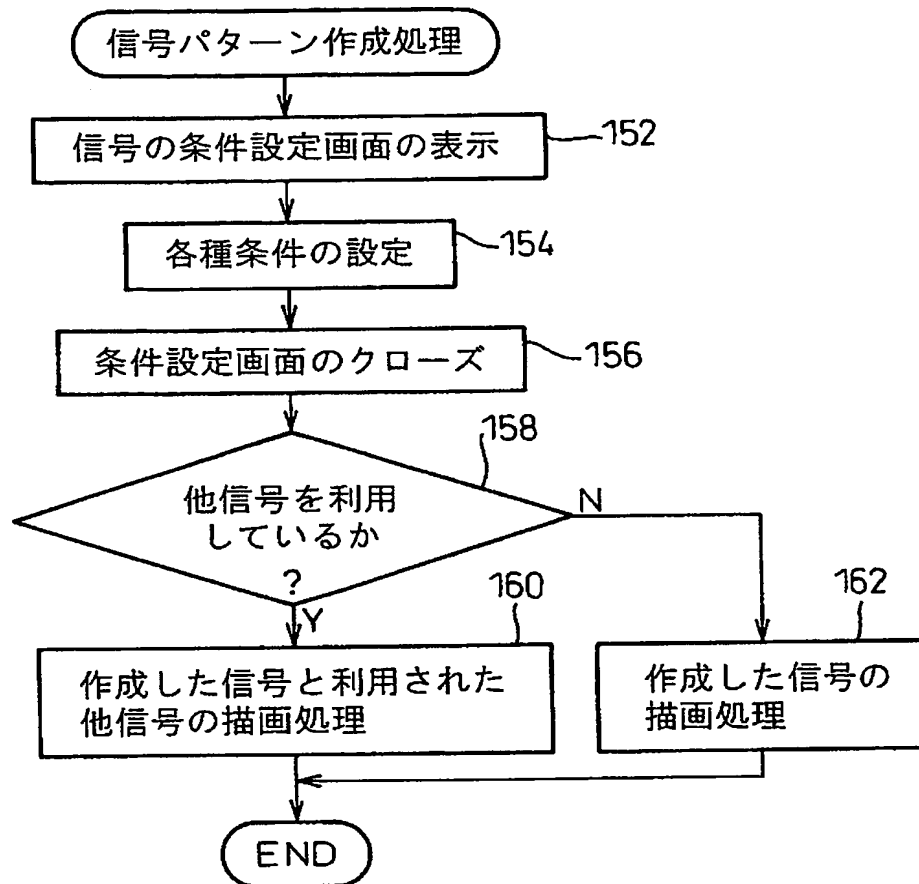 信号パターン作成処理
信号の条件設定画面の表示
152
各種条件の設定
154
条件設定画面のクローズ
156
158
他信号を利用
しているか
?
N
Y
160
作成した信号と利用された
他信号の描画処理
162
作成した信号の
描画処理
END